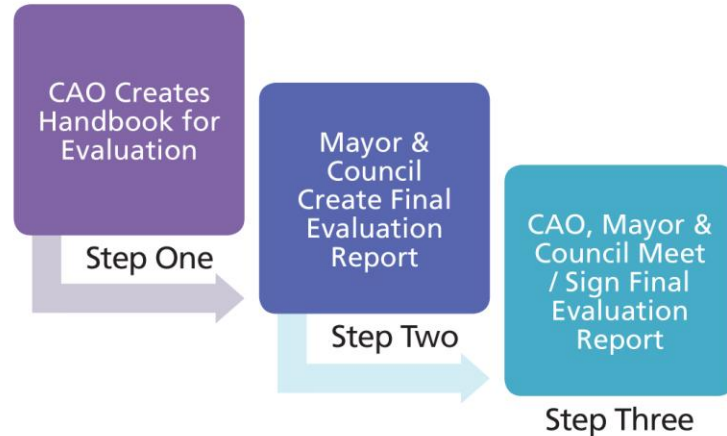 CAO Creates
Handbook for
Evaluation
Step One
Mayor &
Council
Create Final
Evaluation
Report
Step Two
CAO, Mayor &
Council Meet
/ Sign Final
Evaluation
Report
Step Three